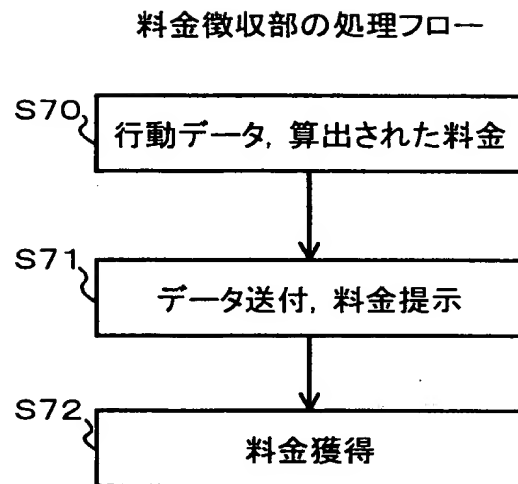 料金徴収部の処理フロー
S70
行動データ, 算出された料金
S71
データ送付, 料金提示
S72
料金獲得